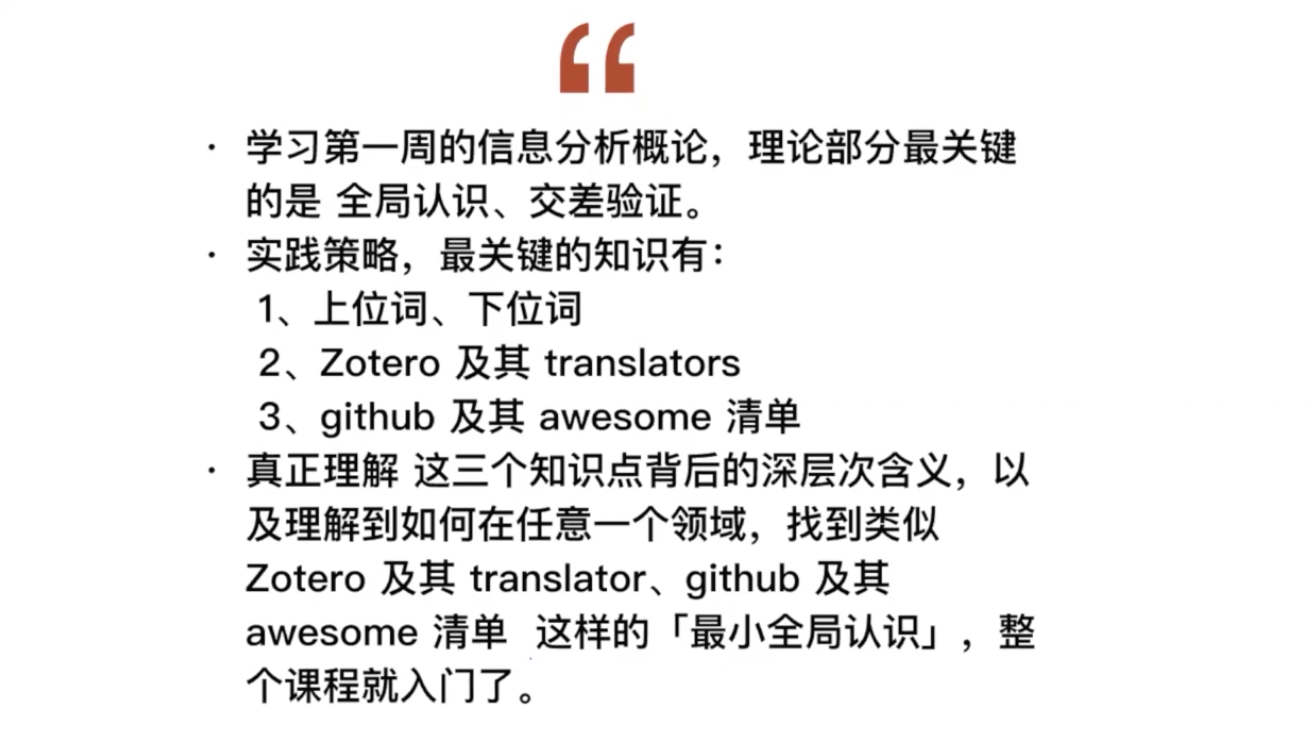 “
· 学习第一周的信息分析概论，理论部分最关键
的是 全局认识、交差验证。
· 实践策略，最关键的知识有：
1、上位词、下位词
2、Zotero 及其 translators
3、github 及其 awesome 清单
· 真正理解 这三个知识点背后的深层次含义，以
及理解到如何在任意一个领域，找到类似
Zotero 及其 translator、github 及其
awesome 清单 这样的「最小全局认识」，整
个课程就入门了。